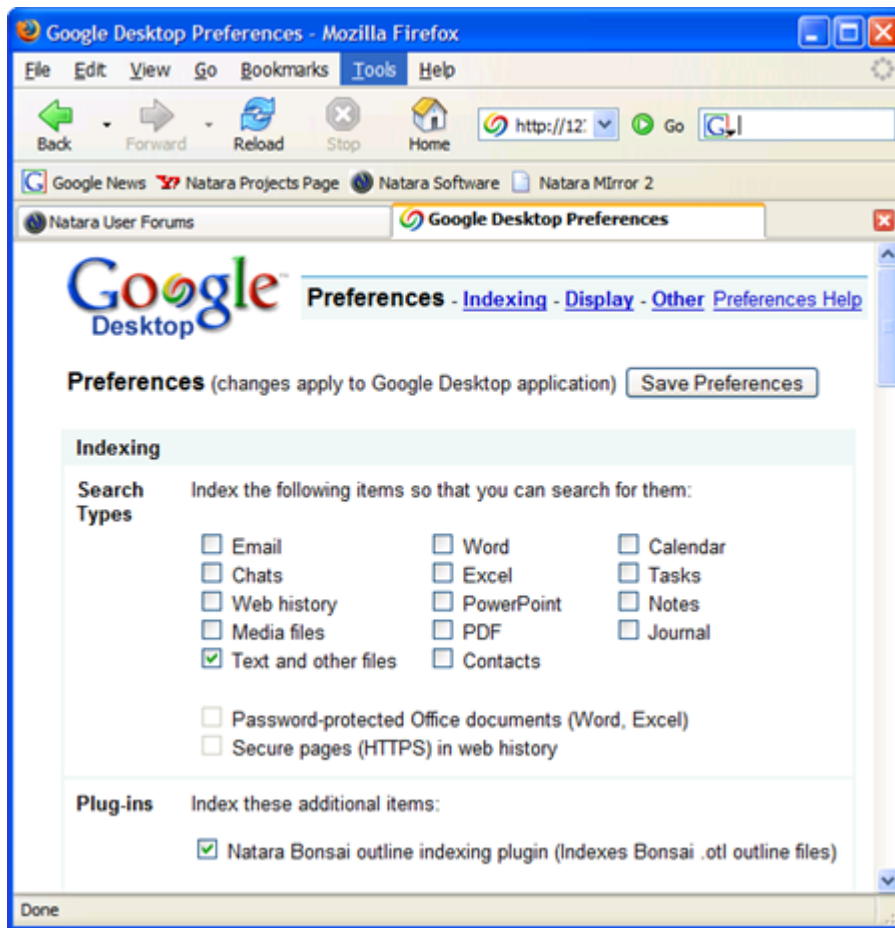 Google Desktop Preferences - Mozilla Firefox
File Edit View Go Bookmarks Tools Help
Back Forward Reload Stop Home http://12 Go G
Google News Natara Projects Page Natara Software Natara MIrror 2
Natara User Forums Google Desktop Preferences
Google™ Desktop
Preferences - Indexing - Display - Other Preferences Help
Preferences (changes apply to Google Desktop application) Save Preferences
Indexing
Search Types Index the following items so that you can search for them:
Email Word Calendar
Chats Excel Tasks
Web history PowerPoint Notes
Media files PDF Journal
Text and other files Contacts
Password-protected Office documents (Word, Excel)
Secure pages (HTTPS) in web history
Plug-ins Index these additional items:
Natara Bonsai outline indexing plugin (Indexes Bonsai .otl outline files)
Done